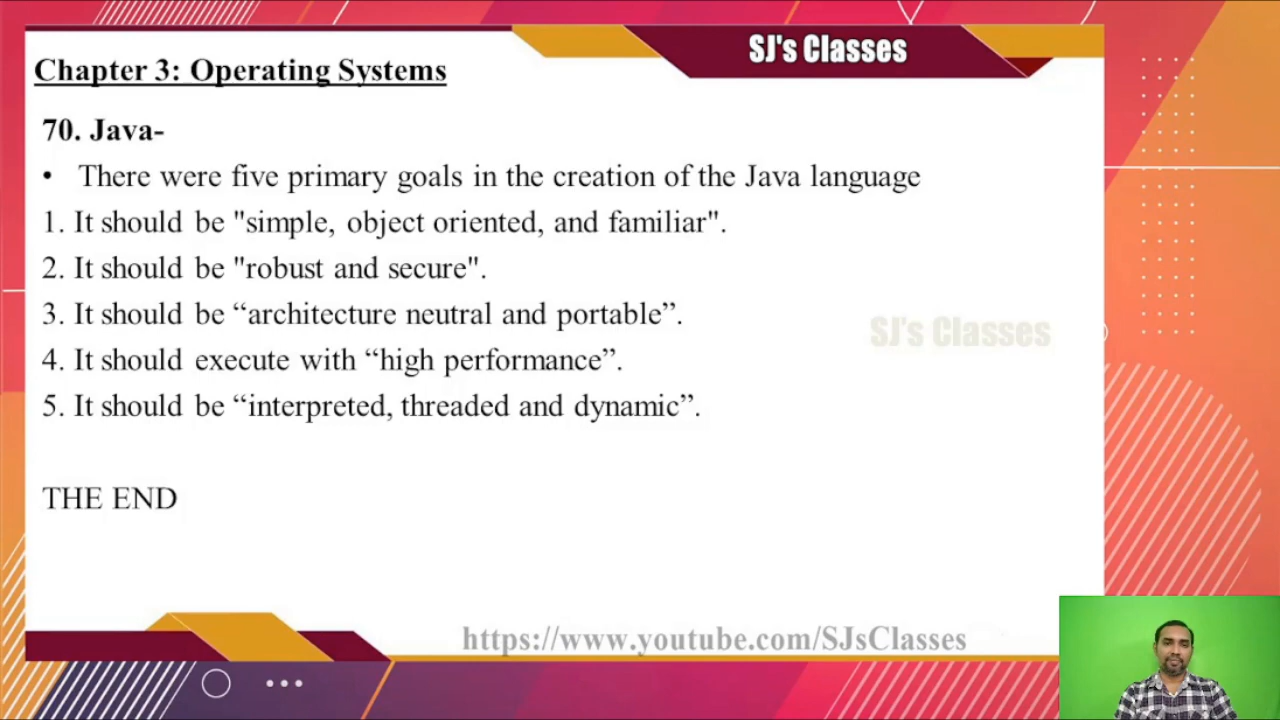 SJ's Classes
Chapter 3: Operating Systems
70. Java-
• There were five primary goals in the creation of the Java language
1. It should be "simple, object oriented, and familiar".
2. It should be "robust and secure".
3. It should be “architecture neutral and portable”.
SJ's Classes
4. It should execute with “high performance”.
5. It should be “interpreted, threaded and dynamic”.
THE END
https://www.youtube.com/SJsClasses